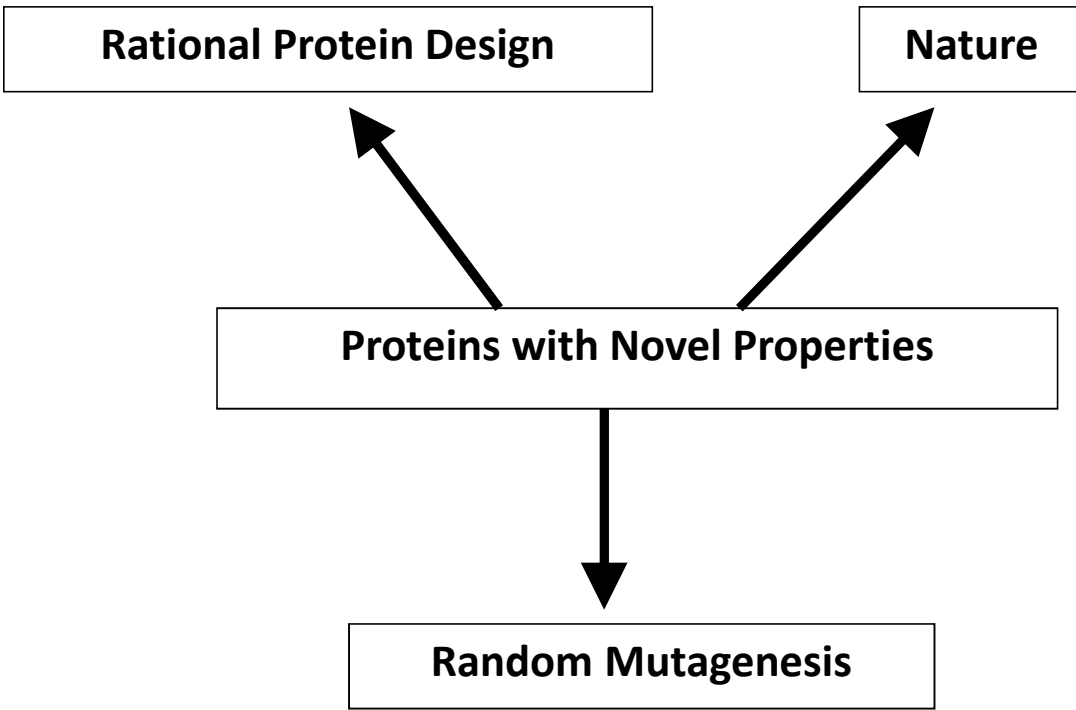 Rational Protein Design
Nature
Proteins with Novel Properties
Random Mutagenesis